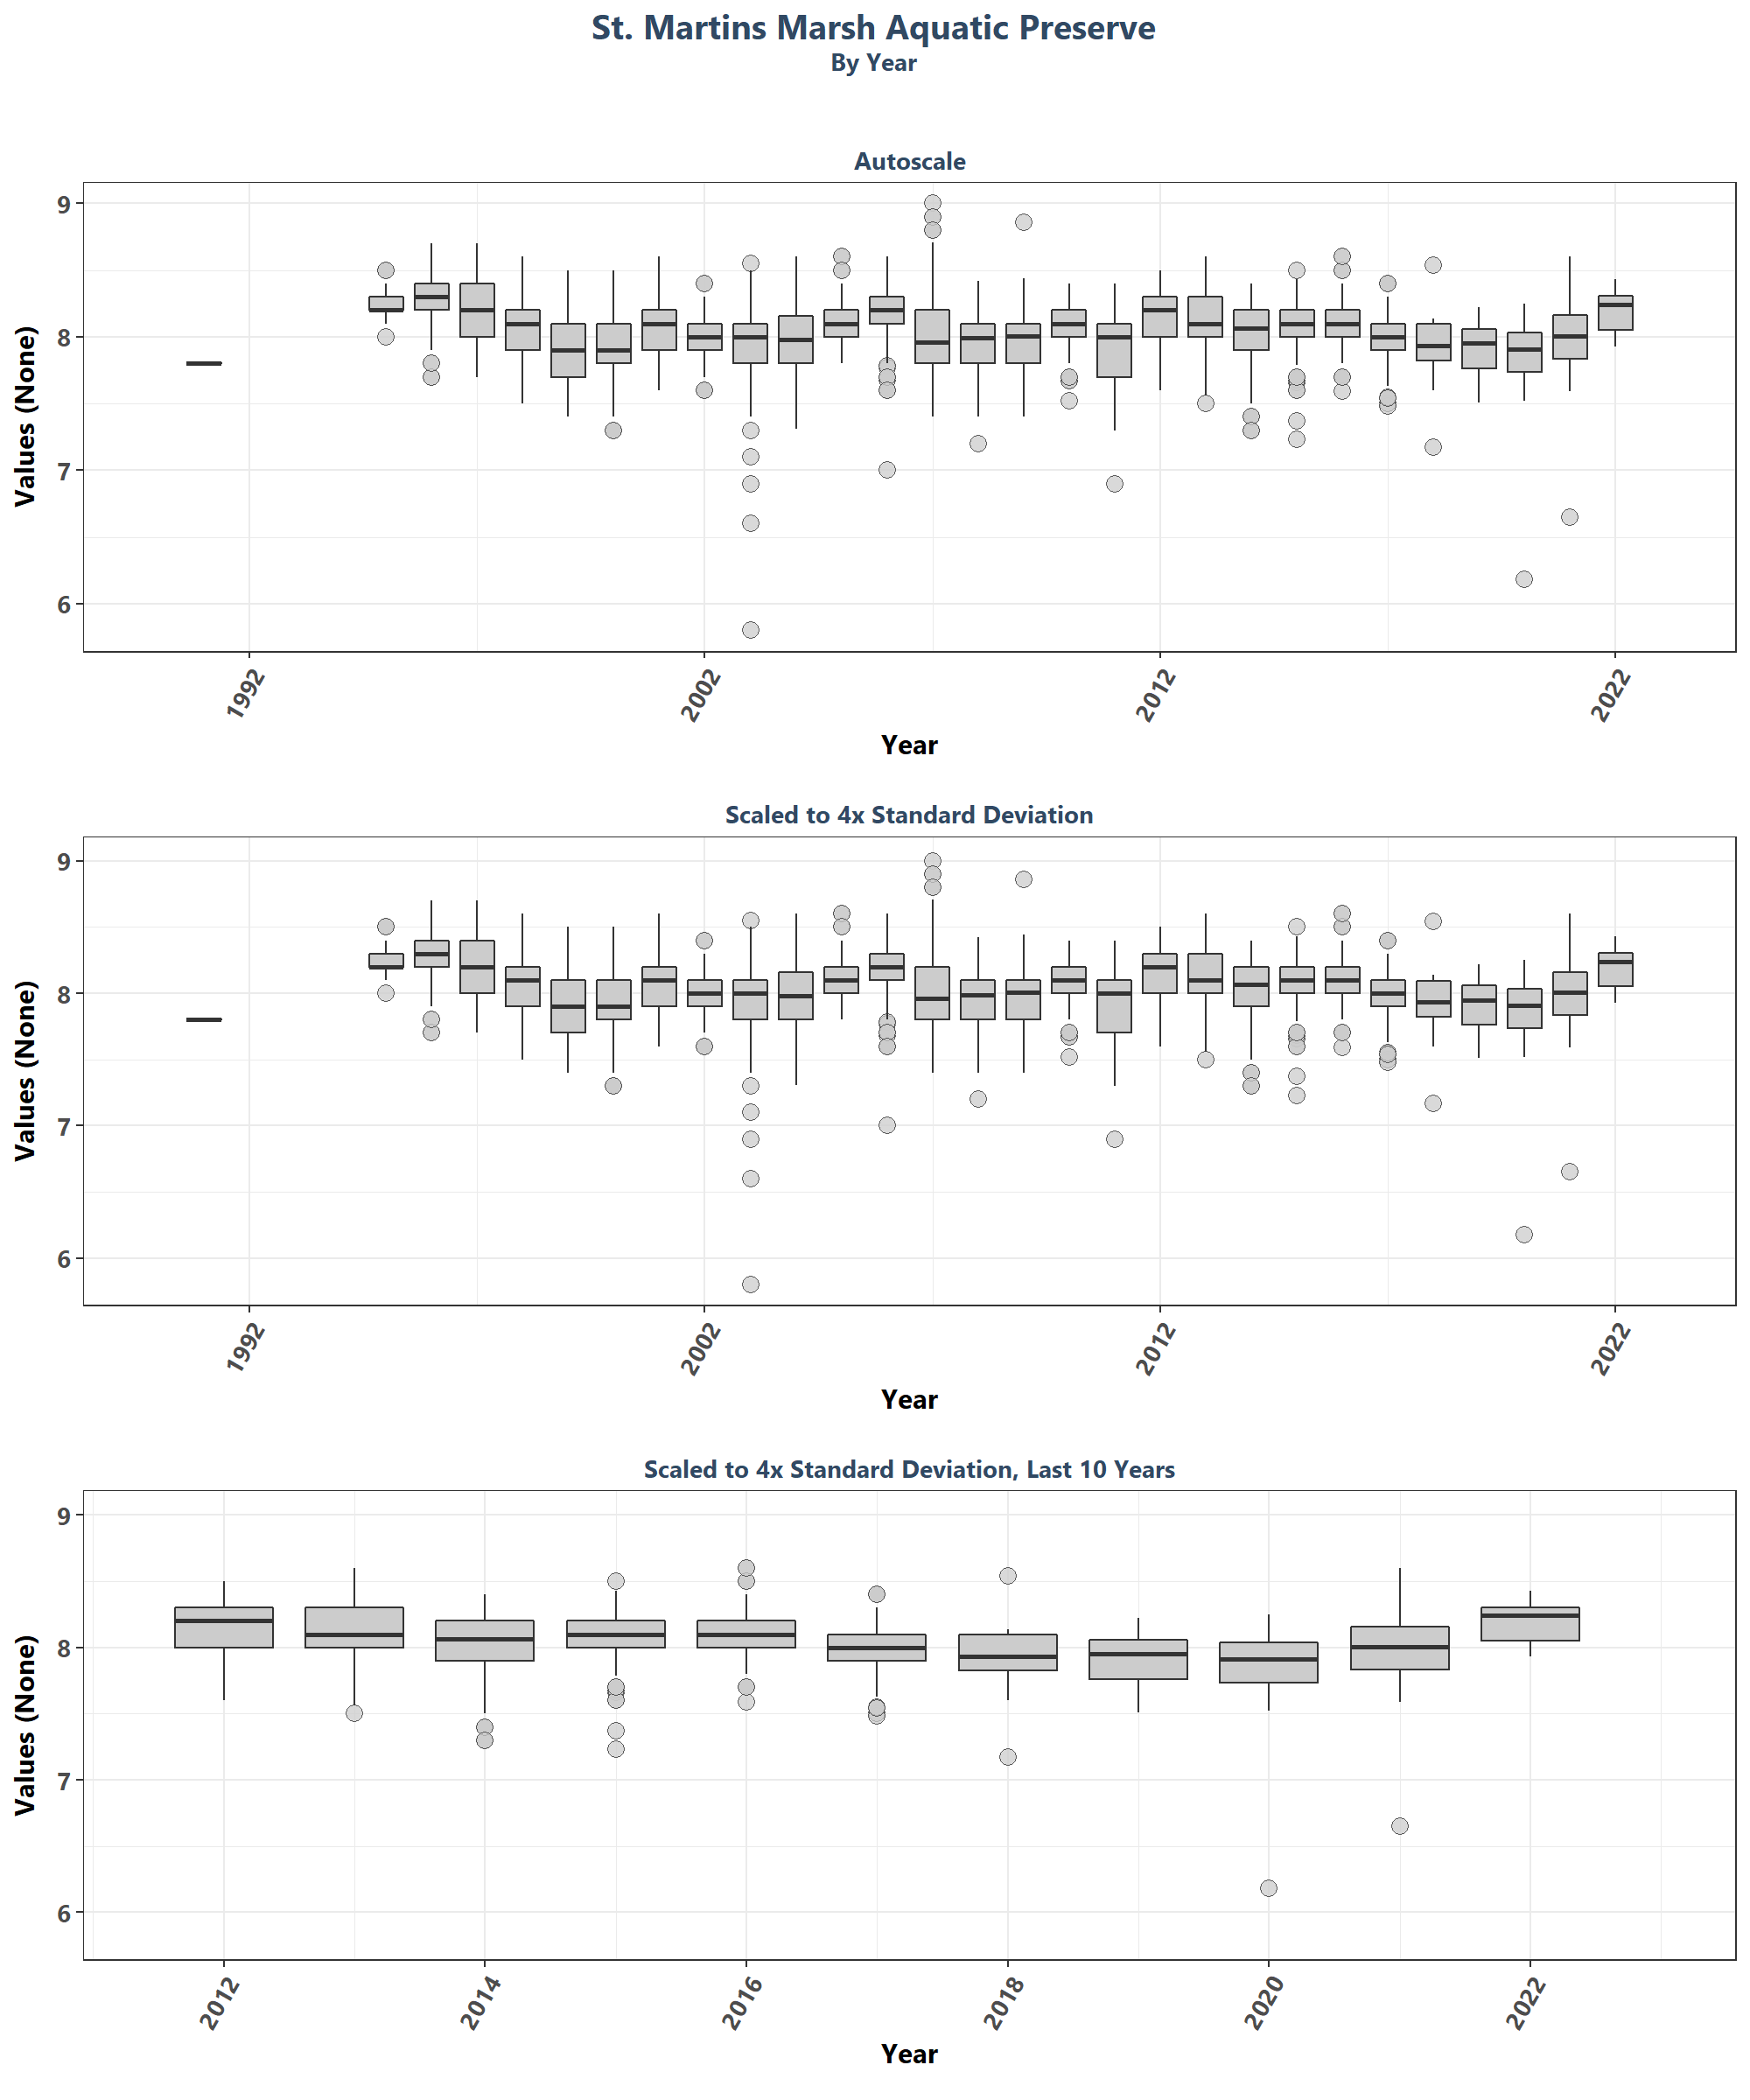 St. Martins Marsh Aquatic Preserve
By Year
Autoscale
Values (None)
9
8
7
6
1992
2002
2012
2022
Year
Scaled to 4x Standard Deviation
Values (None)
9
8
7
6
1992
2002
2012
2022
Year
Scaled to 4x Standard Deviation, Last 10 Years
Values (None)
9
8
7
6
2012
2014
2016
2018
2020
2022
Year